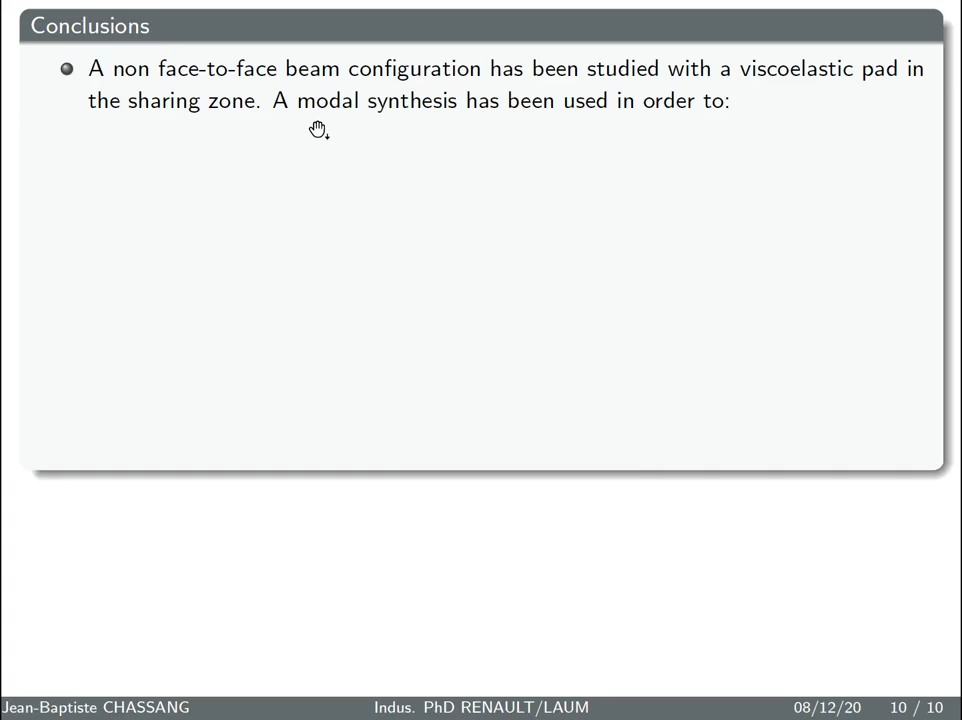 Conclusions
A non face-to-face beam configuration has been studied with a viscoelastic pad in
the sharing zone. A modal synthesis has been used in order to:
Jean-Baptiste CHASSANG Indus. PhD RENAULT/LAUM 08/12/20 10 / 10